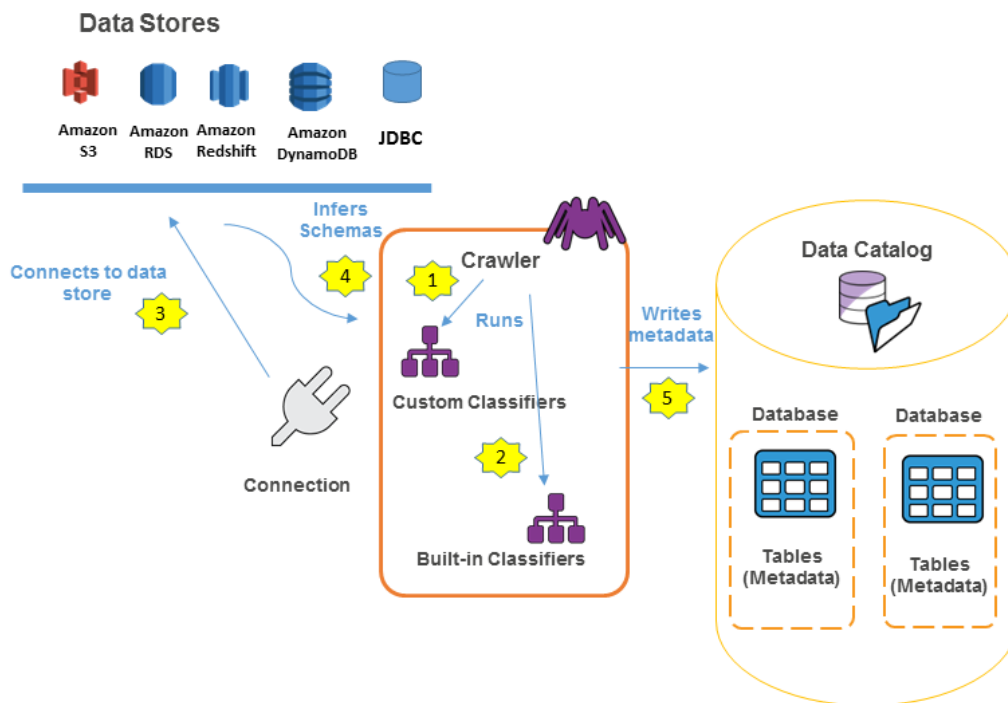 Data Stores
Amazon
S3
Amazon
RDS
Amazon
Redshift
Amazon
DynamoDB
JDBC
Infers
Schemas
Connects to data
store
3
4
1
Crawler
Runs
Custom Classifiers
2
Built-in Classifiers
Connection
Writes
metadata
5
Data Catalog
Database
Tables
(Metadata)
Database
Tables
(Metadata)